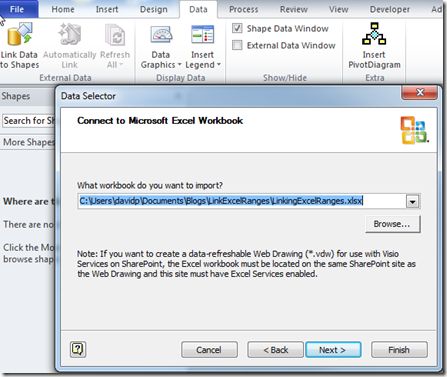 File Home Insert Design Data Process Review View Developer Ad
Link Data to Shapes
Automatically Link
Refresh All
Data Graphics
Insert Legend
Shape Data Window
External Data Window
Insert PivotDiagram
External Data Display Data Show/Hide
Shapes
Search for Sh
More Shapes
Where are t
There are no
Click the Mo
browse shap
Data Selector
Connect to Microsoft Excel Workbook
What workbook do you want to import?
C:\Users\davidp\Documents\Blogs\LinkExcelRanges\LinkingExcelRanges.xlsx
Browse...
Note: If you want to create a data-refreshable Web Drawing (*.vdw) for use with Visio
Services on SharePoint, the Excel workbook must be located on the same SharePoint site as
the Web Drawing and this site must have Excel Services enabled.
Cancel < Back Next > Finish